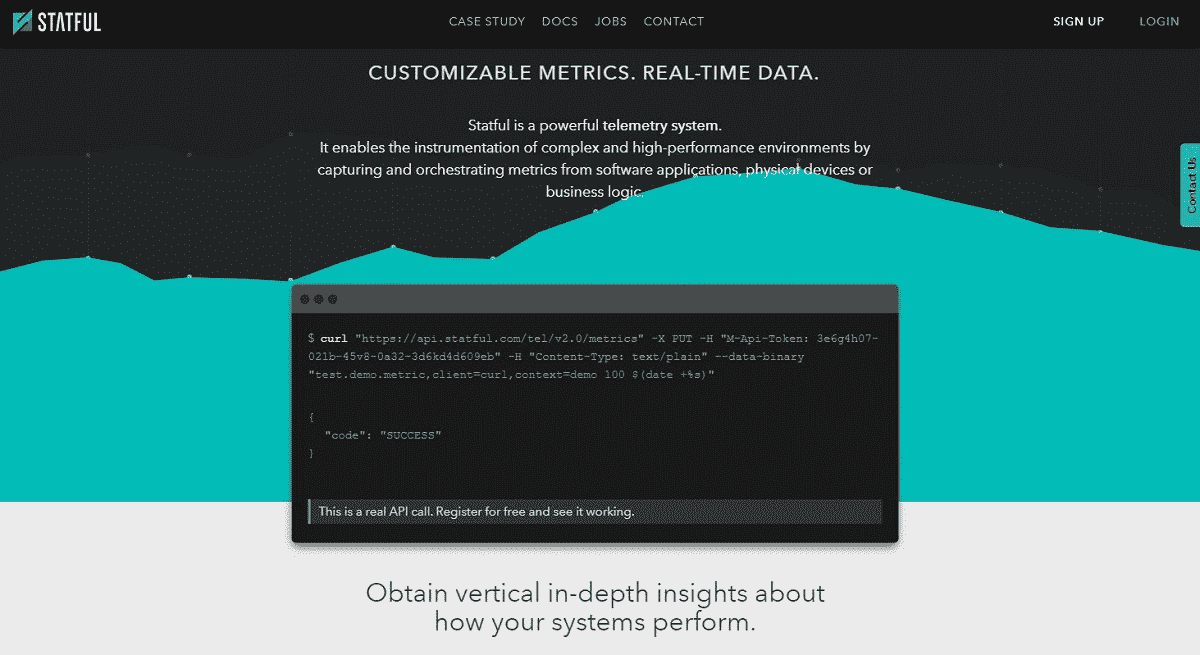 STATFUL
CASE STUDY DOCS JOBS CONTACT
SIGN UP LOGIN
CUSTOMIZABLE METRICS. REAL-TIME DATA.
Statful is a powerful telemetry system.
It enables the instrumentation of complex and high-performance environments by
capturing and orchestrating metrics from software applications, physical devices or
business logic.
Contact Us
$ curl "https://api.statful.com/tel/v2.0/metrics" -X PUT -H "M-Api-Token: 3e6g4h07-
021b-45v8-0a32-3d6kd4d609eb" -H "Content-Type: text/plain" --data-binary
"test.demo.metric,client=curl,context=demo 100 $(date +%s)"
{
"code": "SUCCESS"
}
This is a real API call. Register for free and see it working.
Obtain vertical in-depth insights about
how your systems perform.